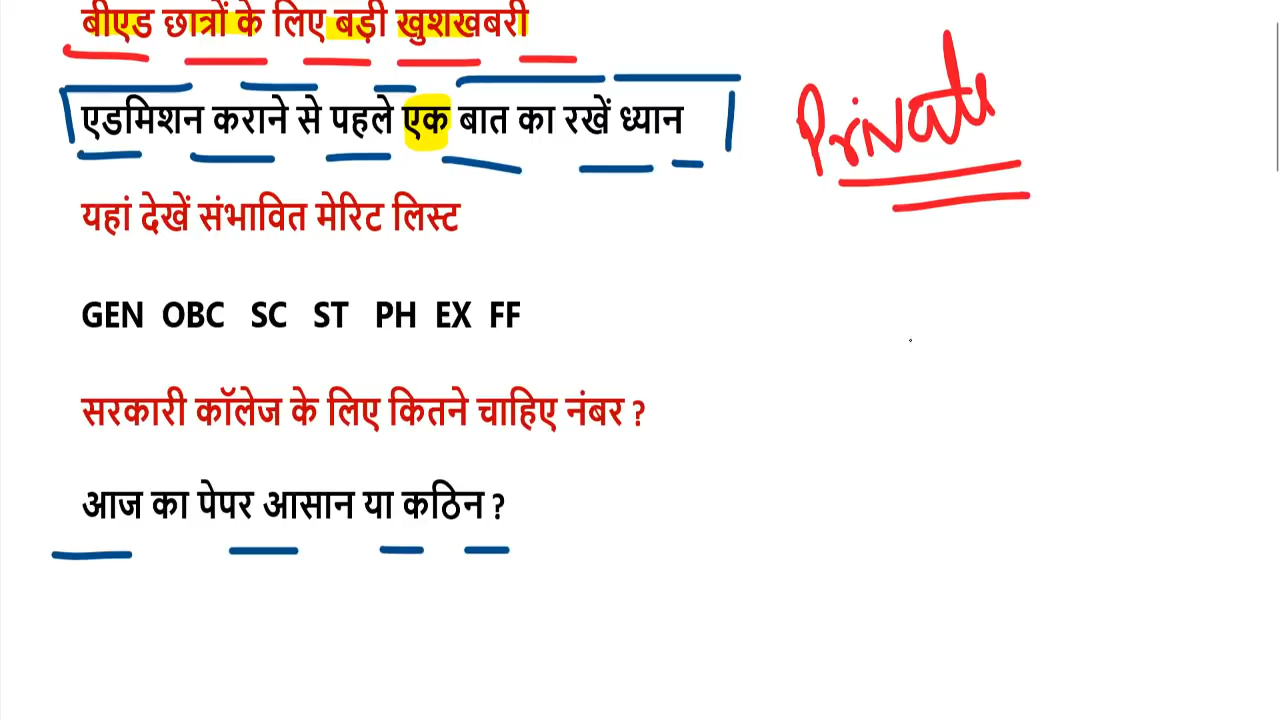 बीएड छात्रों के लिए बड़ी खुशखबरी
एडमिशन कराने से पहले एक बात का रखें ध्यान
Private
यहां देखें संभावित मेरिट लिस्ट
GEN OBC SC ST PH EX FF
सरकारी कॉलेज के लिए कितने चाहिए नंबर ?
आज का पेपर आसान या कठिन ?